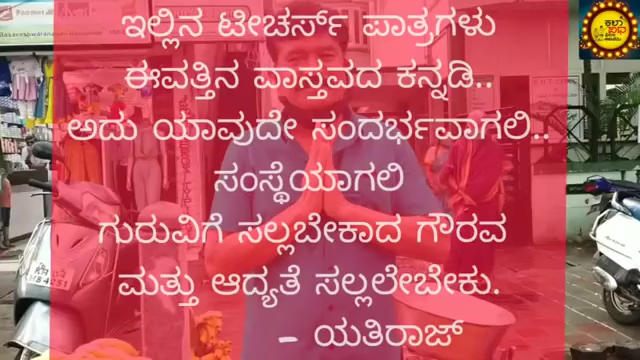 ಇಲ್ಲಿನ ಟೀಚರ್ಸ್ ಪಾತ್ರಗಳು
ಈವತ್ತಿನ ವಾಸ್ತವದ ಕನ್ನಡಿ..
ಅದು ಯಾವುದೇ ಸಂದರ್ಭವಾಗಲಿ..
ಸಂಸ್ಥೆಯಾಗಲಿ
ಗುರುವಿಗೆ ಸಲ್ಲಬೇಕಾದ ಗೌರವ
ಮತ್ತು ಆದ್ಯತೆ ಸಲ್ಲಲೇಬೇಕು.
- ಯತಿರಾಜ್